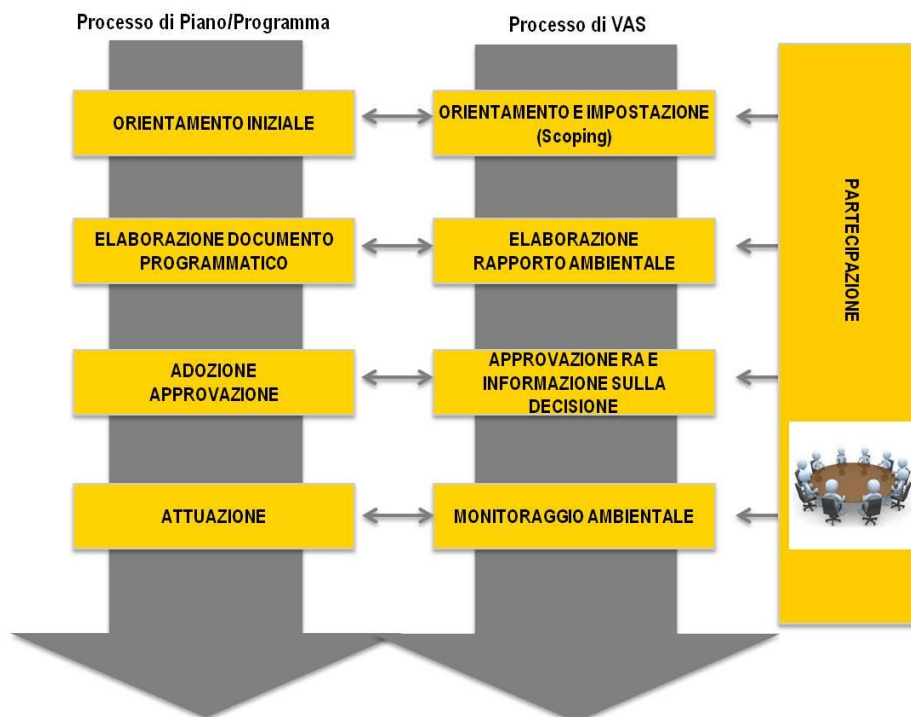 Processo di Piano/Programma
Processo di VAS
ORIENTAMENTO INIZIALE
ORIENTAMENTO E IMPOSTAZIONE
(Scoping)
ELABORAZIONE DOCUMENTO
PROGRAMMATICO
ELABORAZIONE
RAPPORTO AMBIENTALE
ADOZIONE
APPROVAZIONE
APPROVAZIONE RA E
INFORMAZIONE SULLA
DECISIONE
ATTUAZIONE
MONITORAGGIO AMBIENTALE
PARTECIPAZIONE